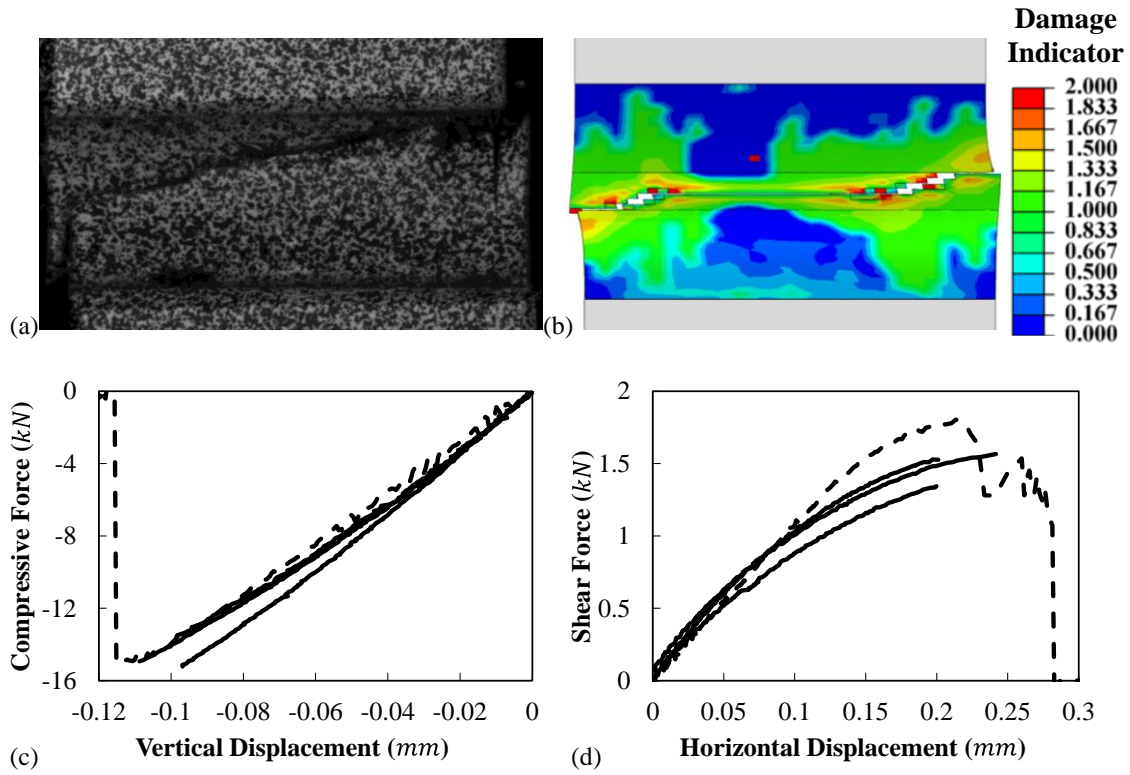 Damage
Indicator
2.000
1.833
1.667
1.500
1.333
1.167
1.000
0.833
0.667
0.500
0.333
0.167
0.000
(a)
(b)
0
-4
-8
-12
-16
-0.12 -0.1 -0.08 -0.06 -0.04 -0.02 0
Compressive Force (kN)
Vertical Displacement (mm)
(c)
2
1.5
1
0.5
0
0 0.05 0.1 0.15 0.2 0.25 0.3
Shear Force (kN)
Horizontal Displacement (mm)
(d)